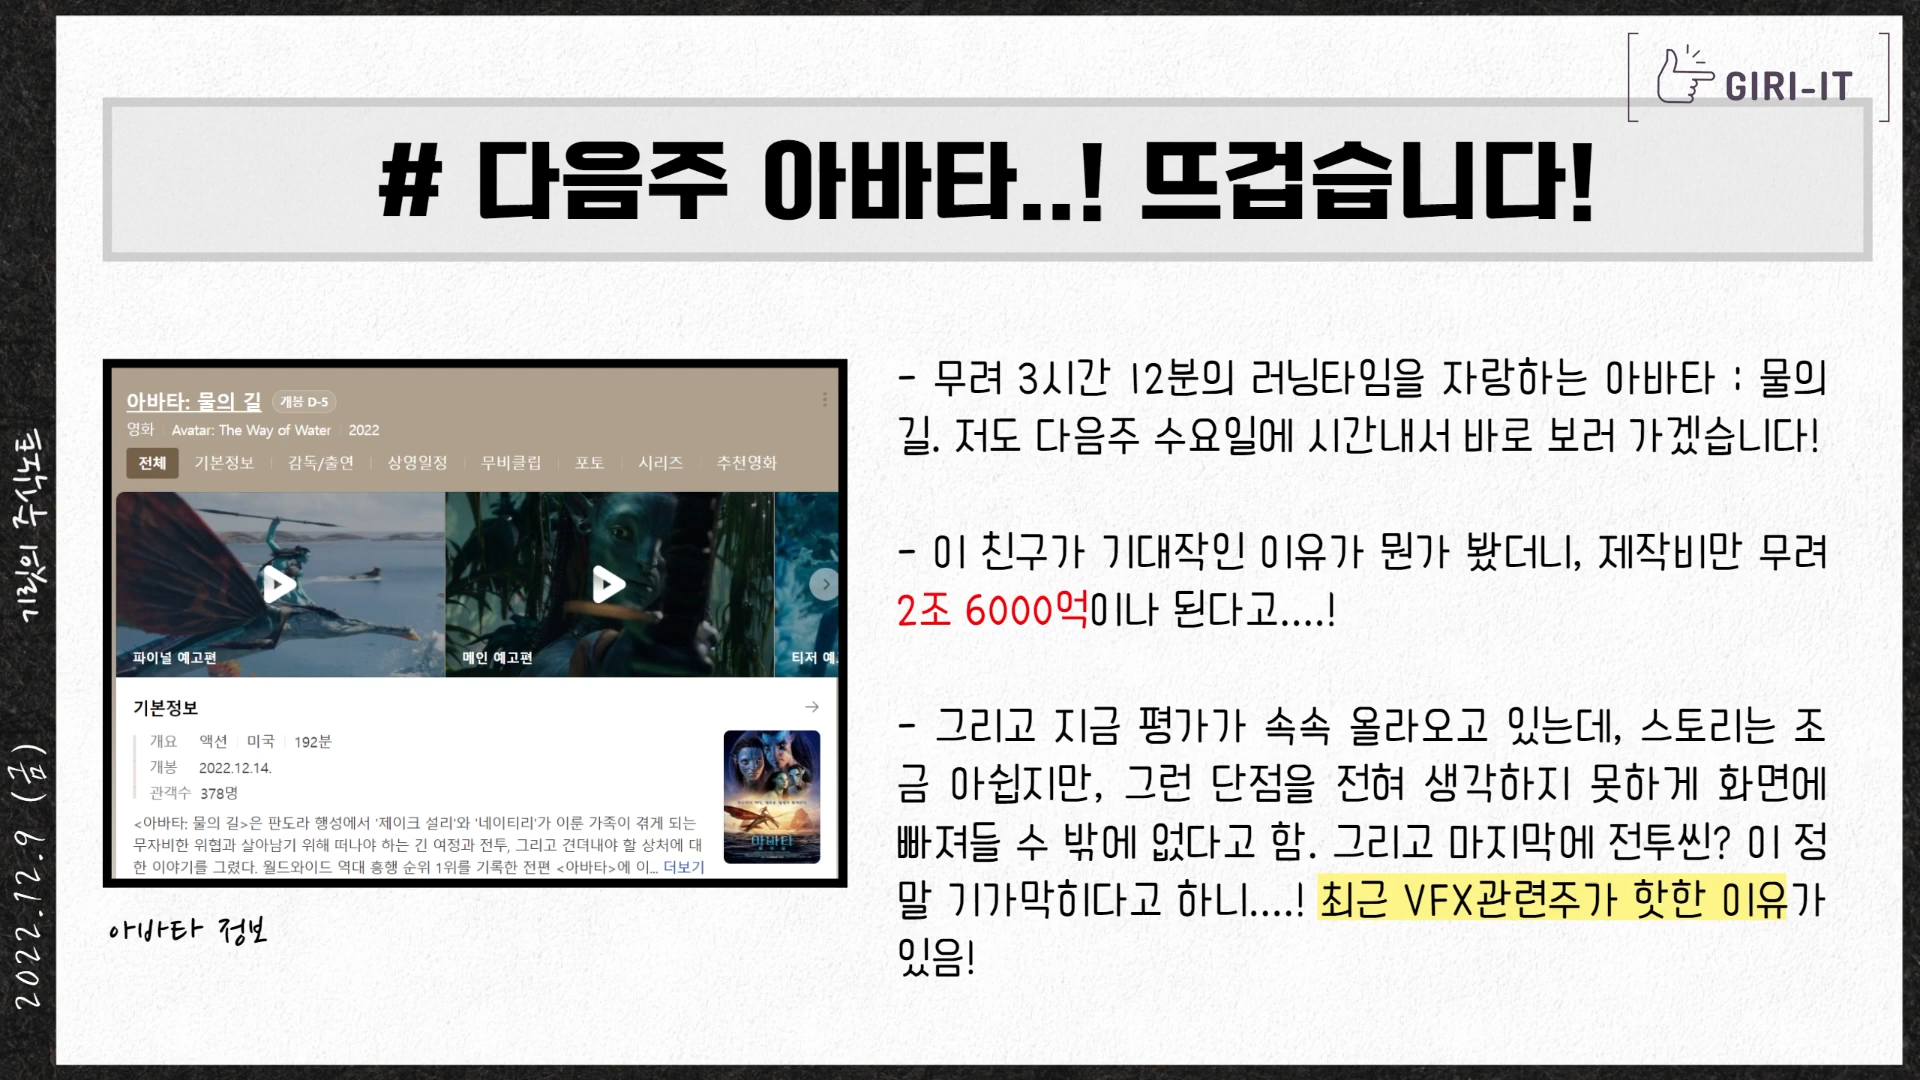 GIRI-IT
# 다음주 아바타..! 뜨겁습니다!
아바타: 물의 길 개봉 D-5
영화 Avatar: The Way of Water 2022
전체 기본정보 감독/출연 상영일정 무비클립 포토 시리즈 추천영화
파이널 예고편 메인 예고편 티저 예
기본정보
개요 액션 미국 192분
개봉 2022.12.14.
관객수 378명
<아바타: 물의 길>은 판도라 행성에서 '제이크 설리'와 '네이티리'가 이룬 가족이 겪게 되는
무자비한 위협과 살아남기 위해 떠나야 하는 긴 여정과 전투, 그리고 견뎌내야 할 상처에 대
한 이야기를 그렸다. 월드와이드 역대 흥행 순위 1위를 기록한 전편 <아바타>에 이... 더보기
아바타
물의 길
아바타 정보
- 무려 3시간 12분의 러닝타임을 자랑하는 아바타 : 물의
길. 저도 다음주 수요일에 시간내서 바로 보러 가겠습니다!
- 이 친구가 기대작인 이유가 뭔가 봤더니, 제작비만 무려
2조 6000억이나 된다고....!
- 그리고 지금 평가가 속속 올라오고 있는데, 스토리는 조
금 아쉽지만, 그런 단점을 전혀 생각하지 못하게 화면에
빠져들 수 밖에 없다고 함. 그리고 마지막에 전투씬? 이 정
말 기가막히다고 하니....! 최근 VFX관련주가 핫한 이유가
있음!
기릿의 주식노트
2022.12.9 (금)